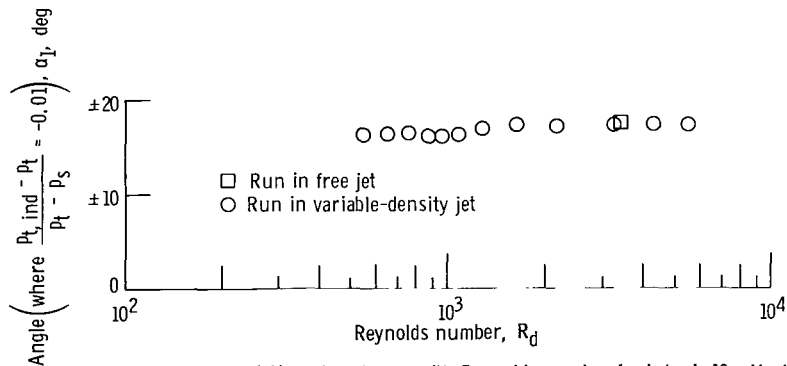 Angle (where (p_t, ind - p_t)/(p_t - p_s) = -0.01), α_1, deg
±20
±10
0
□ Run in free jet
○ Run in variable-density jet
10^2
10^3
10^4
Reynolds number, R_d